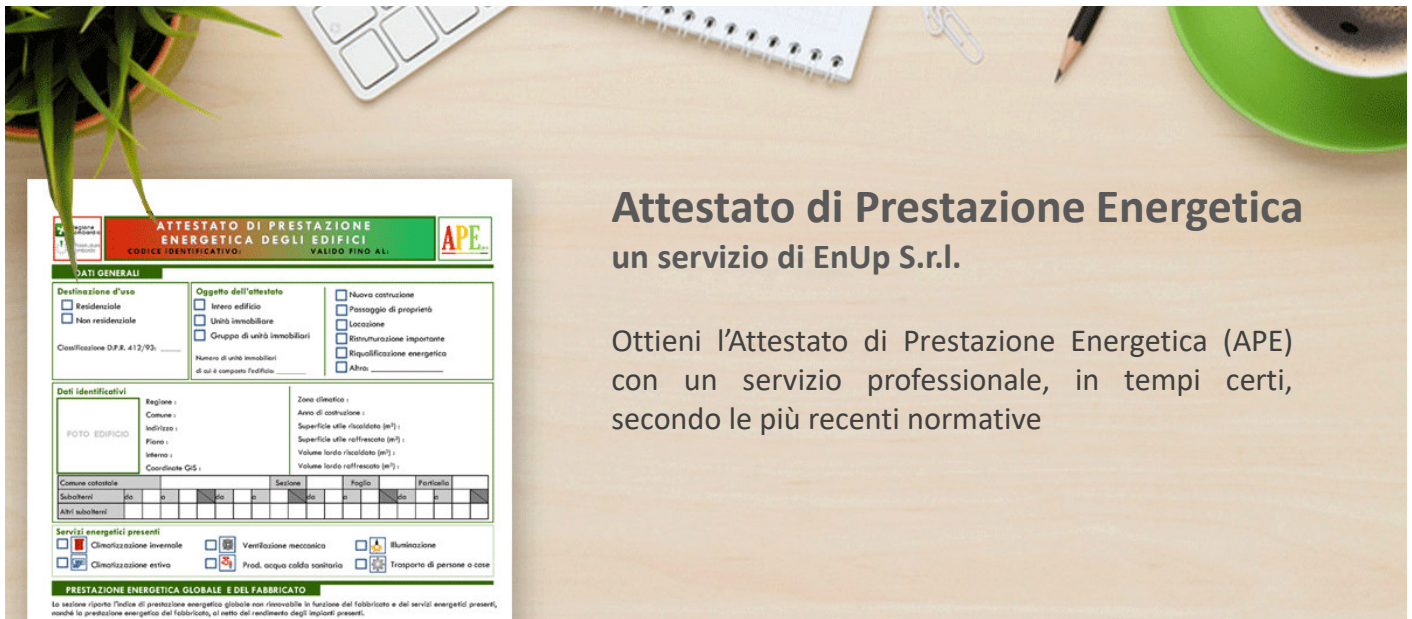 Attestato di Prestazione Energetica
un servizio di EnUp S.r.l.
Ottieni l’Attestato di Prestazione Energetica (APE)
con un servizio professionale, in tempi certi,
secondo le più recenti normative
ATTESTATO DI PRESTAZIONE
ENERGETICA DEGLI EDIFICI
CODICE IDENTIFICATIVO: VALIDO FINO AL:
APE
DATI GENERALI
Destinazione d'uso
Residenziale
Non residenziale
Classificazione D.P.R. 412/93:
Oggetto dell'attestato
Intero edificio
Unità immobiliare
Gruppo di unità immobiliari
Numero di unità immobiliari
di cui è composto l'edificio:
Nuova costruzione
Passaggio di proprietà
Locazione
Ristrutturazione importante
Riqualificazione energetica
Altro:
Dati identificativi
FOTO EDIFICIO
Regione :
Comune :
Indirizzo :
Piano :
Interno :
Coordinate GIS :
Zona climatica :
Anno di costruzione :
Superficie utile riscaldata (m²) :
Superficie utile raffrescata (m²) :
Volume lordo riscaldato (m³) :
Volume lordo raffrescato (m³) :
Comune catastale Sezione Foglio Particella
Subalterni da a da a da a da a
Altri subalterni
Servizi energetici presenti
Climatizzazione invernale Ventilazione meccanica Illuminazione
Climatizzazione estiva Prod. acqua calda sanitaria Trasporto di persone o cose
PRESTAZIONE ENERGETICA GLOBALE E DEL FABBRICATO
La sezione riporta l'indice di prestazione energetica globale non rinnovabile in funzione del fabbricato e dei servizi energetici presenti,
nonché la prestazione energetica del fabbricato, al netto del rendimento degli impianti presenti.